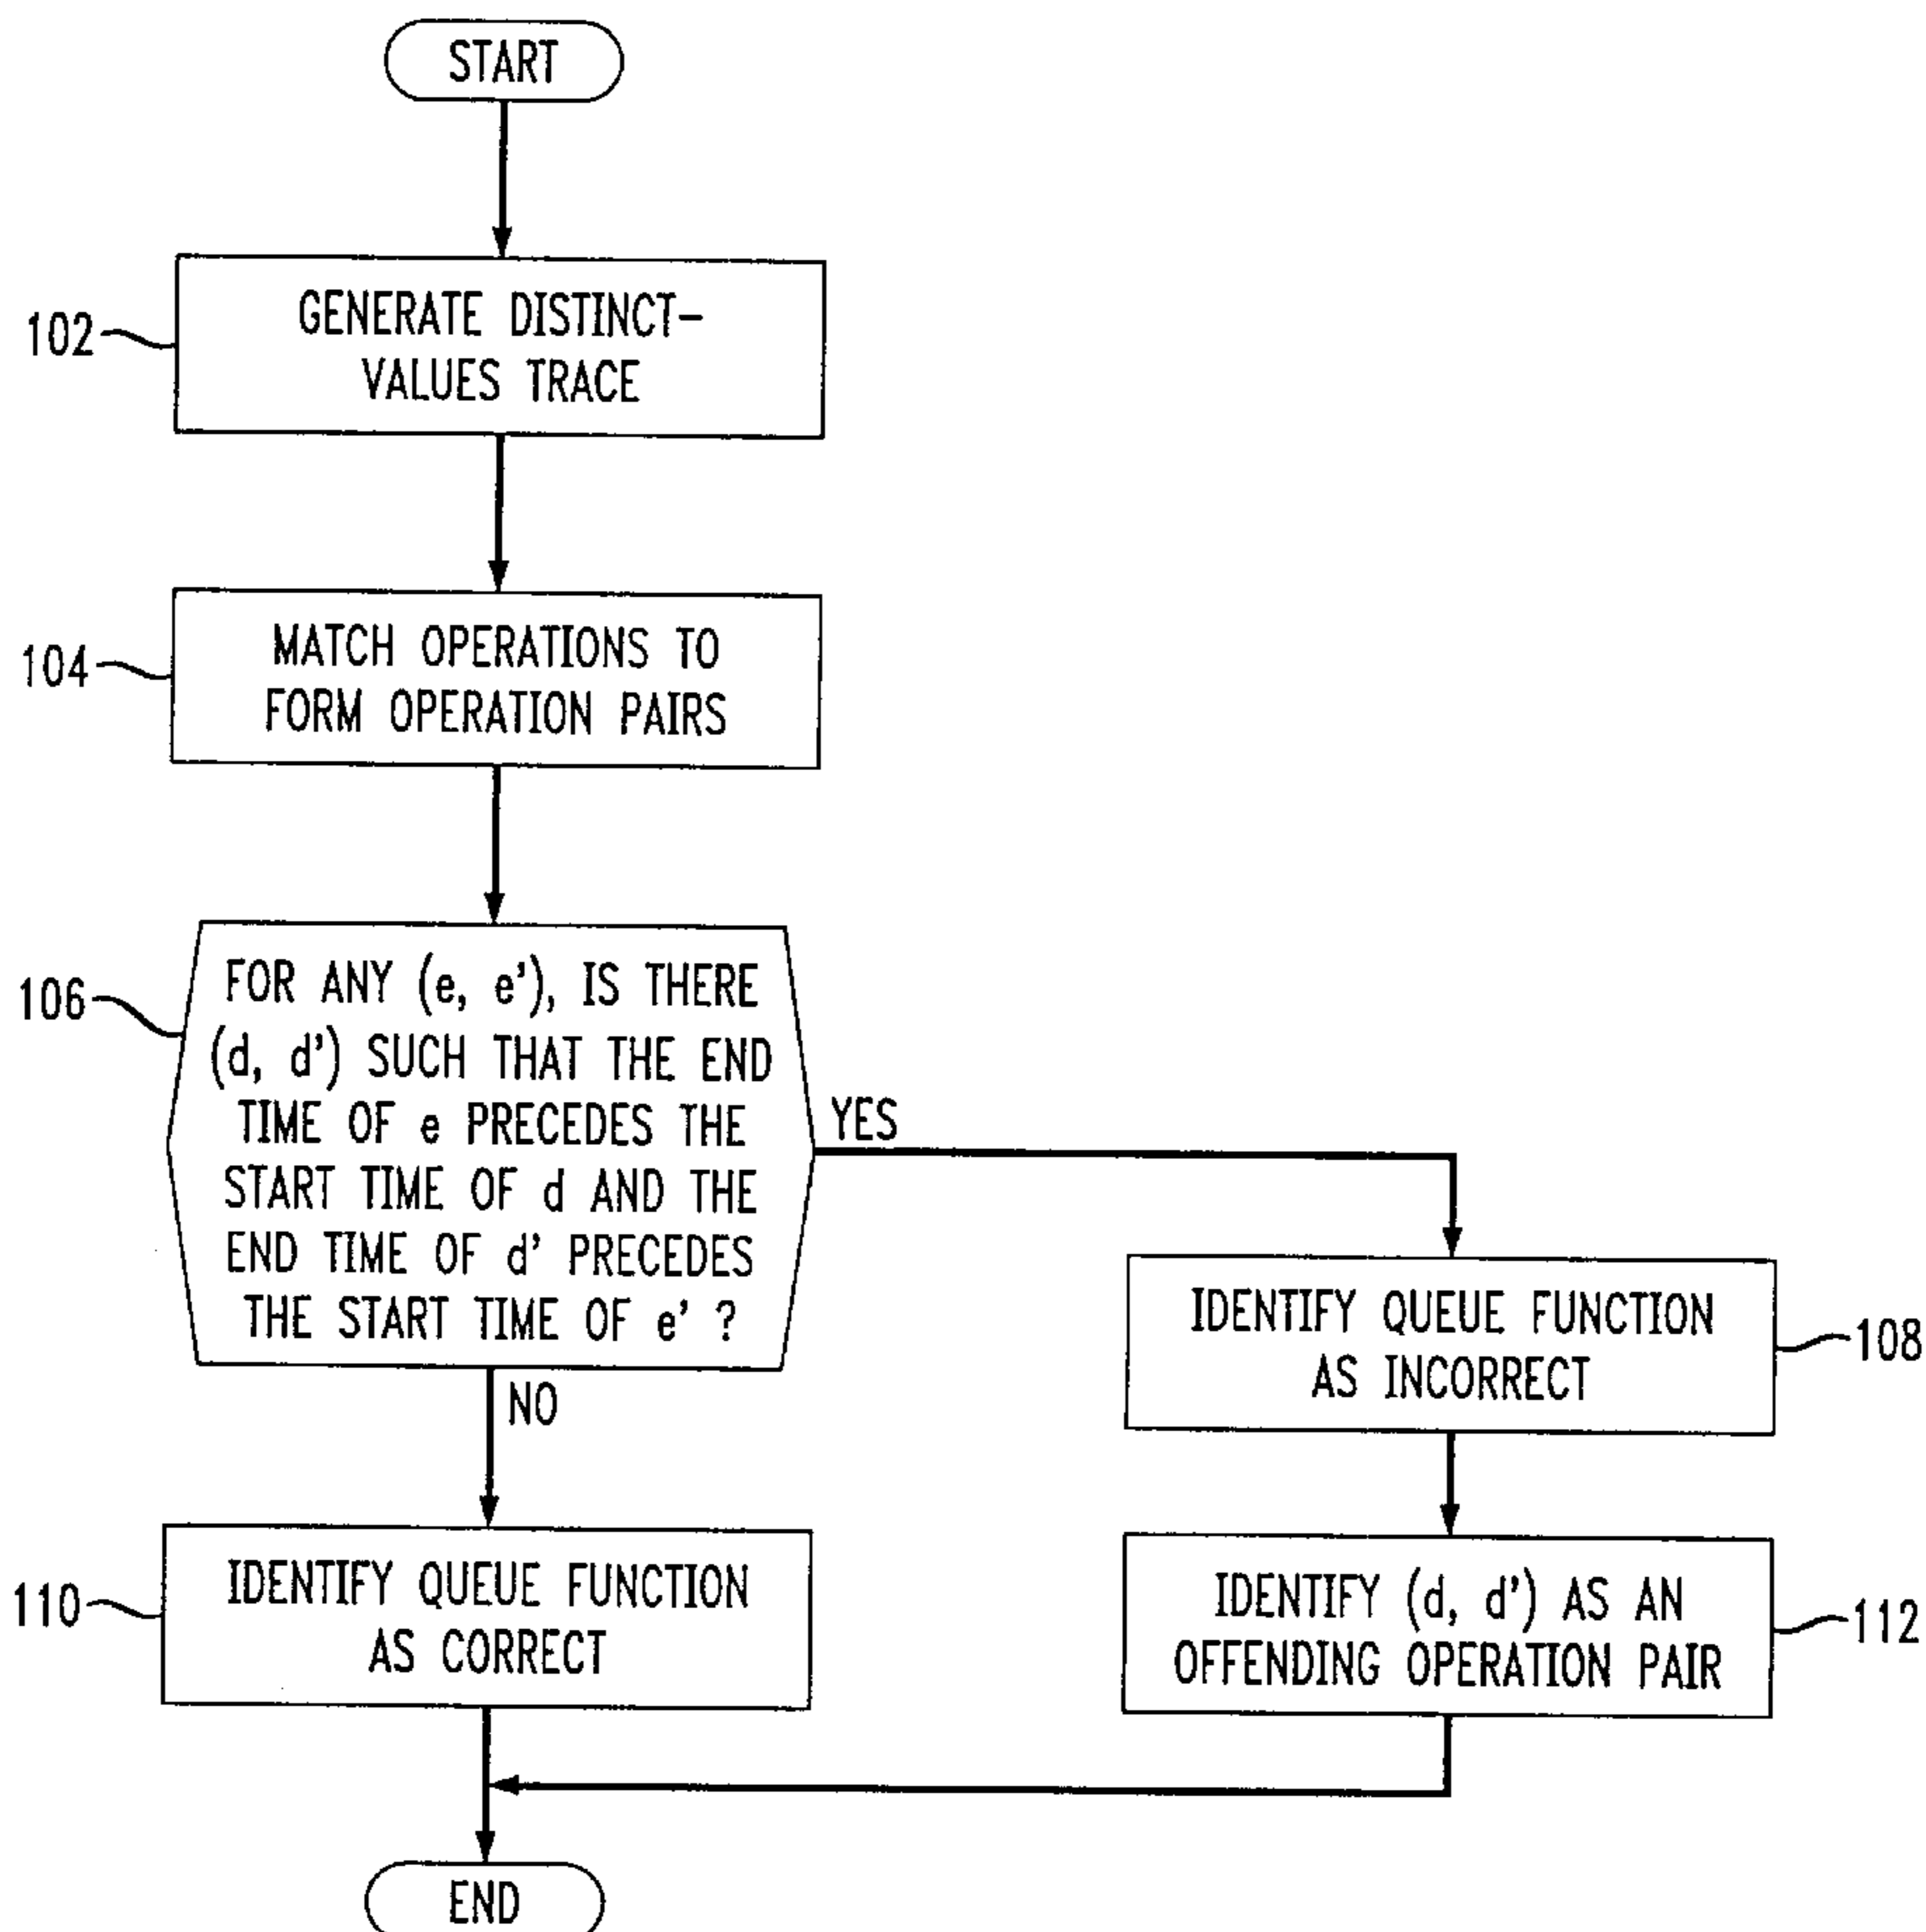 START
102
GENERATE DISTINCT-
VALUES TRACE
104
MATCH OPERATIONS TO
FORM OPERATION PAIRS
106
FOR ANY (e, e'), IS THERE
(d, d') SUCH THAT THE END
TIME OF e PRECEDES THE
START TIME OF d AND THE
END TIME OF d' PRECEDES
THE START TIME OF e' ?
YES
NO
IDENTIFY QUEUE FUNCTION
AS INCORRECT
108
110
IDENTIFY QUEUE FUNCTION
AS CORRECT
IDENTIFY (d, d') AS AN
OFFENDING OPERATION PAIR
112
END